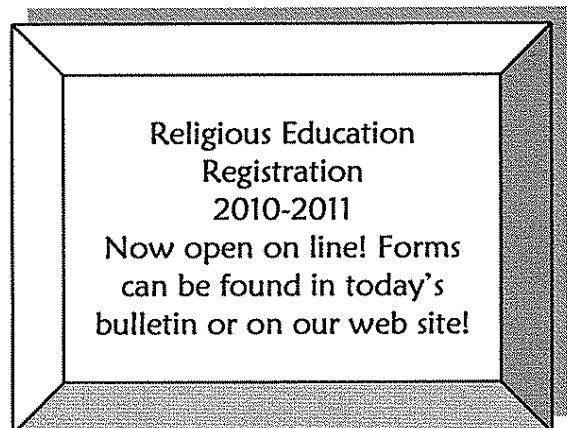 Religious Education
Registration
2010-2011
Now open on line! Forms
can be found in today's
bulletin or on our web site!